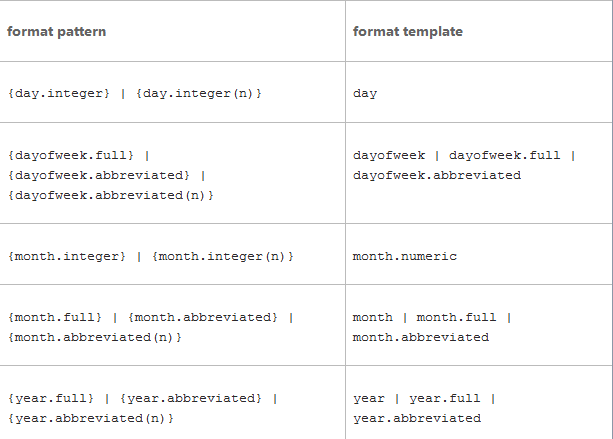 format pattern
format template
{day.integer} | {day.integer(n)}
day
{dayofweek.full} |
{dayofweek.abbreviated} |
{dayofweek.abbreviated(n)}
dayofweek | dayofweek.full |
dayofweek.abbreviated
{month.integer} | {month.integer(n)}
month.numeric
{month.full} | {month.abbreviated} |
{month.abbreviated(n)}
month | month.full |
month.abbreviated
{year.full} | {year.abbreviated} |
{year.abbreviated(n)}
year | year.full |
year.abbreviated